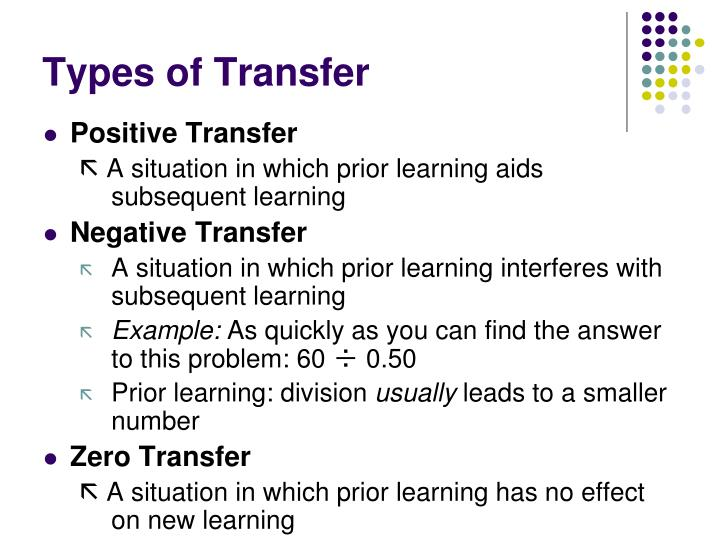 Types of Transfer
● Positive Transfer
↖ A situation in which prior learning aids
subsequent learning
● Negative Transfer
↖ A situation in which prior learning interferes with
subsequent learning
↖ Example: As quickly as you can find the answer
to this problem: 60 ÷ 0.50
↖ Prior learning: division usually leads to a smaller
number
● Zero Transfer
↖ A situation in which prior learning has no effect
on new learning